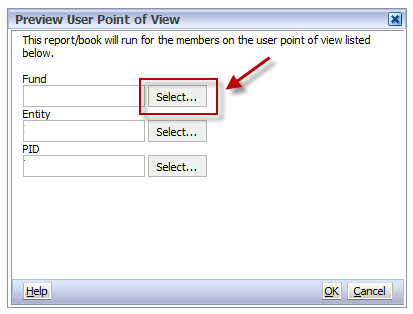 Preview User Point of View
This report/book will run for the members on the user point of view listed
below.
Fund
Select...
Entity
Select...
PID
Select...
Help OK Cancel